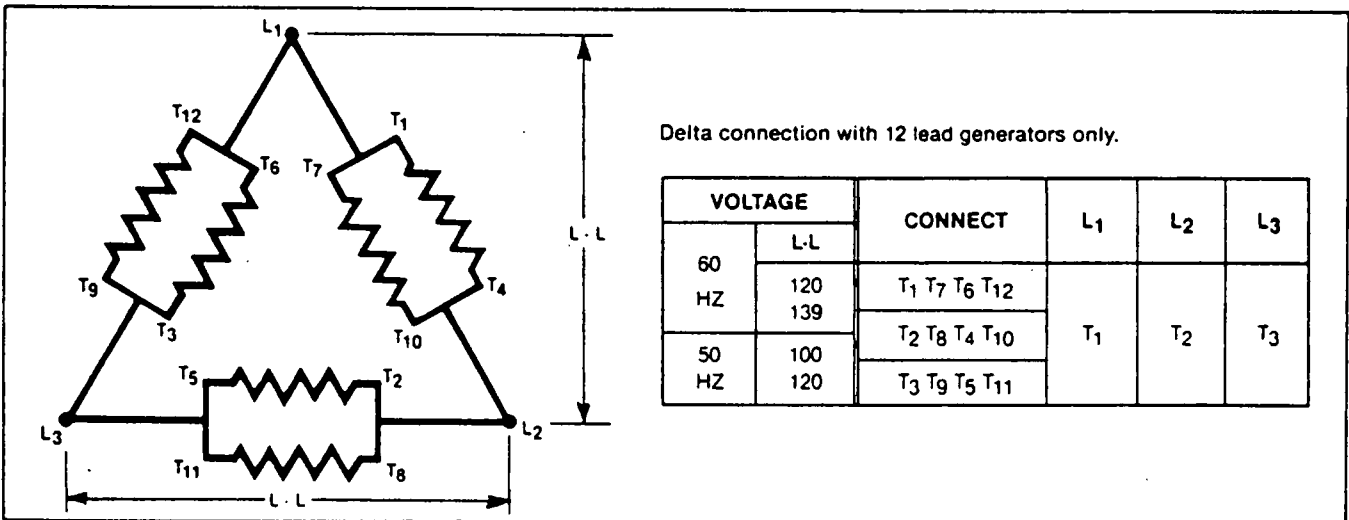 L1
T12
T6
T7
T1
T9
T3
T10
T4
T5
T2
T11
T8
L3
L2
L·L
L·L
Delta connection with 12 lead generators only.
VOLTAGE CONNECT L1 L2 L3
60 HZ L·L
120 139
T1 T7 T6 T12
T2 T8 T4 T10
T3 T9 T5 T11
T1 T2 T3
50 HZ 100 120